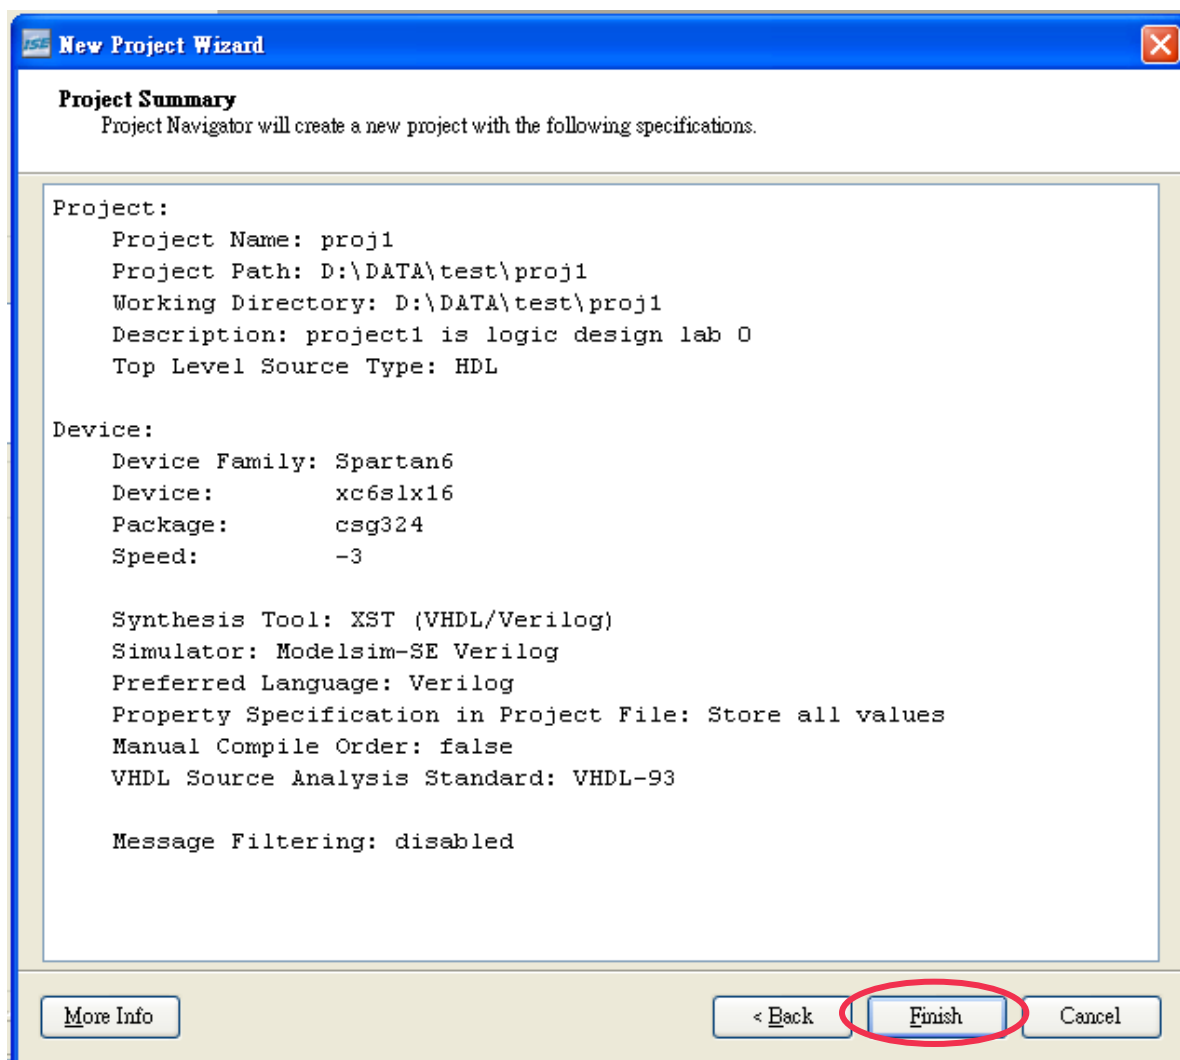 ISE New Project Wizard
Project Summary
Project Navigator will create a new project with the following specifications.
Project:
Project Name: proj1
Project Path: D:\DATA\test\proj1
Working Directory: D:\DATA\test\proj1
Description: project1 is logic design lab 0
Top Level Source Type: HDL
Device:
Device Family: Spartan6
Device: xc6slx16
Package: csg324
Speed: -3
Synthesis Tool: XST (VHDL/Verilog)
Simulator: Modelsim-SE Verilog
Preferred Language: Verilog
Property Specification in Project File: Store all values
Manual Compile Order: false
VHDL Source Analysis Standard: VHDL-93
Message Filtering: disabled
More Info < Back Finish Cancel